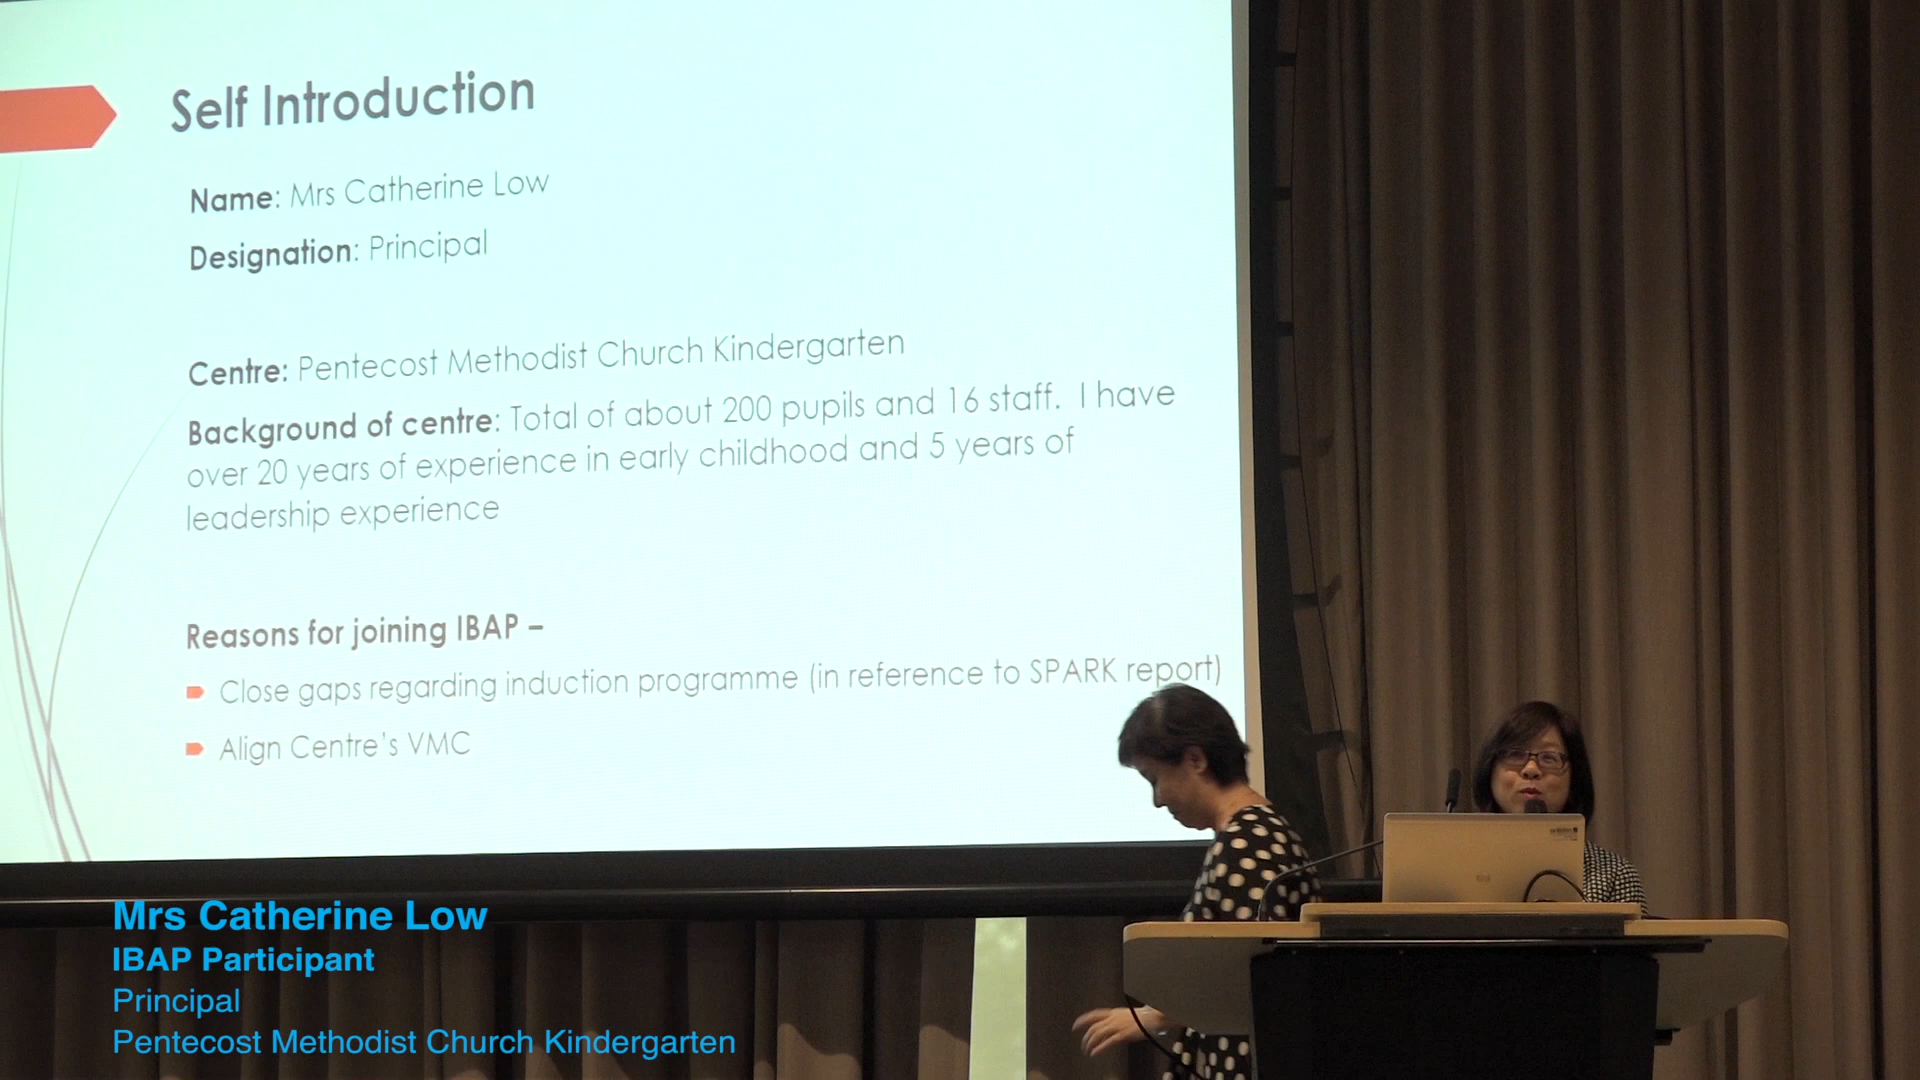 Self Introduction
Name: Mrs Catherine Low
Designation: Principal
Centre: Pentecost Methodist Church Kindergarten
Background of centre: Total of about 200 pupils and 16 staff. I have
over 20 years of experience in early childhood and 5 years of
leadership experience
Reasons for joining IBAP –
Close gaps regarding induction programme (in reference to SPARK report)
Align Centre's VMC
Mrs Catherine Low
IBAP Participant
Principal
Pentecost Methodist Church Kindergarten